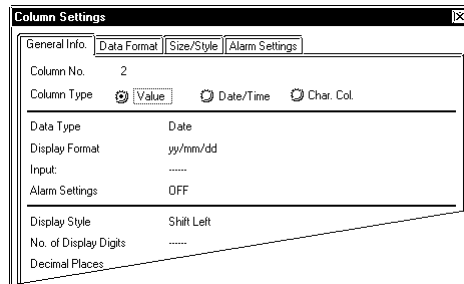 Column Settings
General Info. Data Format Size/Style Alarm Settings
Column No. 2
Column Type Value Date/Time Char. Col.
Data Type Date
Display Format yy/mm/dd
Input: ------
Alarm Settings OFF
Display Style Shift Left
No. of Display Digits ------
Decimal Places